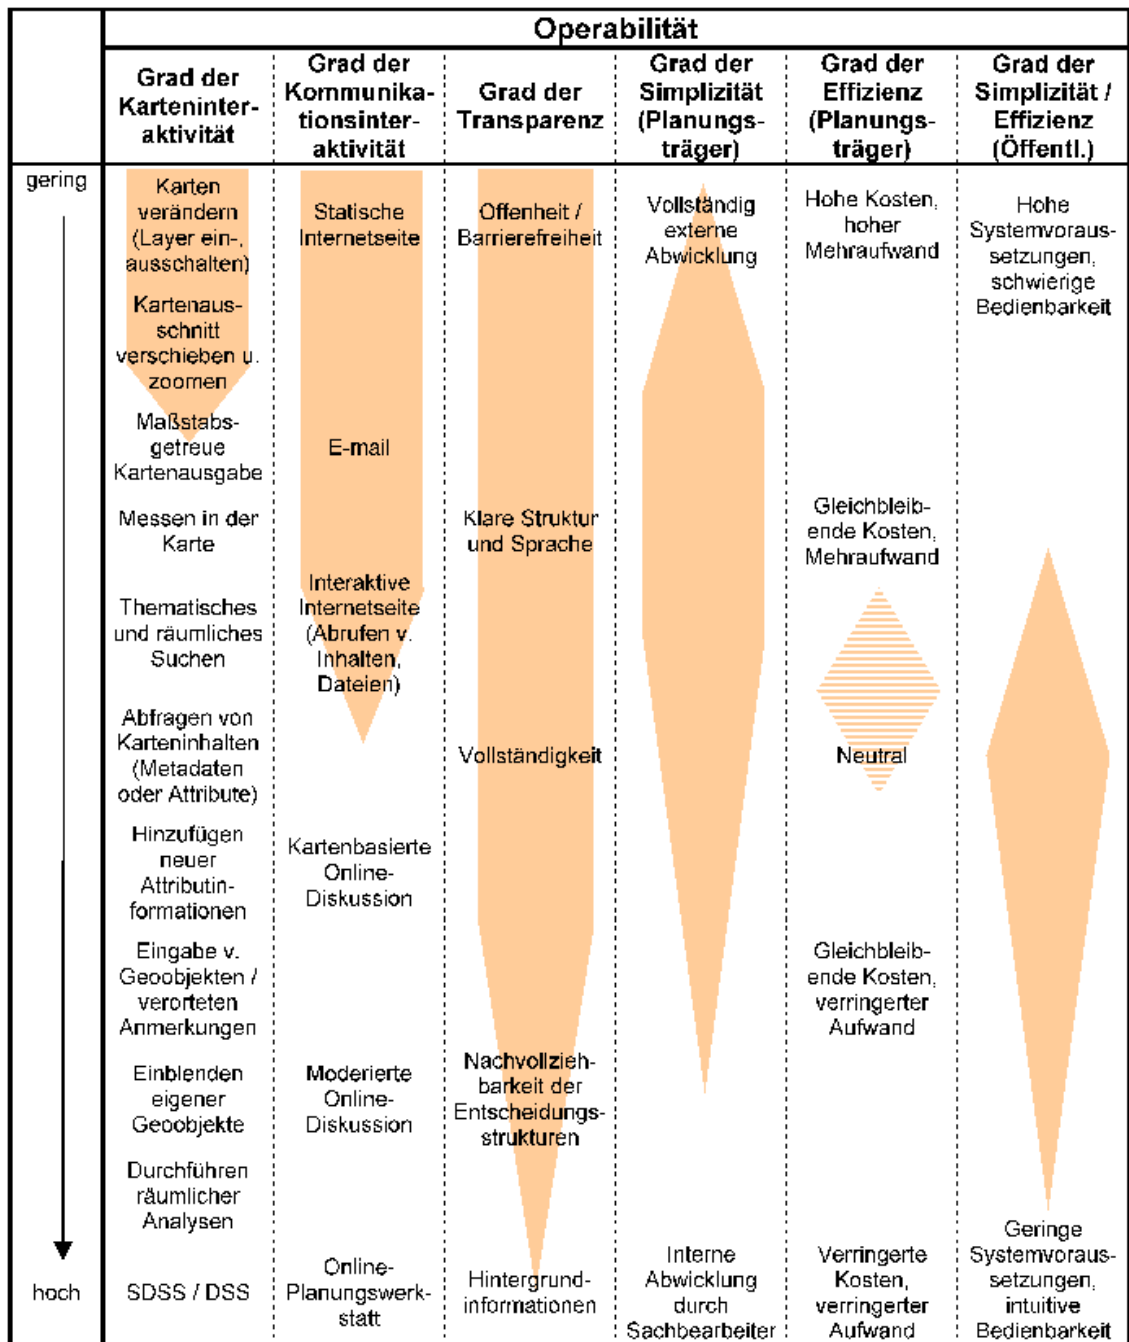 Operabilität
Grad der
Karteninter-
aktivität
Grad der
Kommunika-
tionsinter-
aktivität
Grad der
Transparenz
Grad der
Simplizität
(Planungs-
träger)
Grad der
Effizienz
(Planungs-
träger)
Grad der
Simplizität /
Effizienz
(Öffentl.)
gering
hoch
Karten
verändern
(Layer ein-,
ausschalten)
Kartenaus-
schnitt
verschieben u.
zoomen
Maßstabs-
getreue
Kartenausgabe
Messen in der
Karte
Thematisches
und räumliches
Suchen
Abfragen von
Karteninhalten
(Metadaten
oder Attribute)
Hinzufügen
neuer
Attributin-
formationen
Eingabe v.
Geoobjekten /
verorteten
Anmerkungen
Einblenden
eigener
Geoobjekte
Durchführen
räumlicher
Analysen
SDSS / DSS
Statische
Internetseite
E-mail
Interaktive
Internetseite
(Abrufen v.
Inhalten,
Dateien)
Kartenbasierte
Online-
Diskussion
Moderierte
Online-
Diskussion
Online-
Planungswerk-
statt
Offenheit /
Barrierefreiheit
Klare Struktur
und Sprache
Vollständigkeit
Nachvollzieh-
barkeit der
Entscheidungs-
strukturen
Hintergrund-
informationen
Vollständig
externe
Abwicklung
Interne
Abwicklung
durch
Sachbearbeiter
Hohe Kosten,
hoher
Mehraufwand
Gleichbleib-
ende Kosten,
Mehraufwand
Neutral
Gleichbleib-
ende Kosten,
verringerter
Aufwand
Verringerte
Kosten,
verringerter
Aufwand
Hohe
Systemvoraus-
setzungen,
schwierige
Bedienbarkeit
Geringe
Systemvoraus-
setzungen,
intuitive
Bedienbarkeit